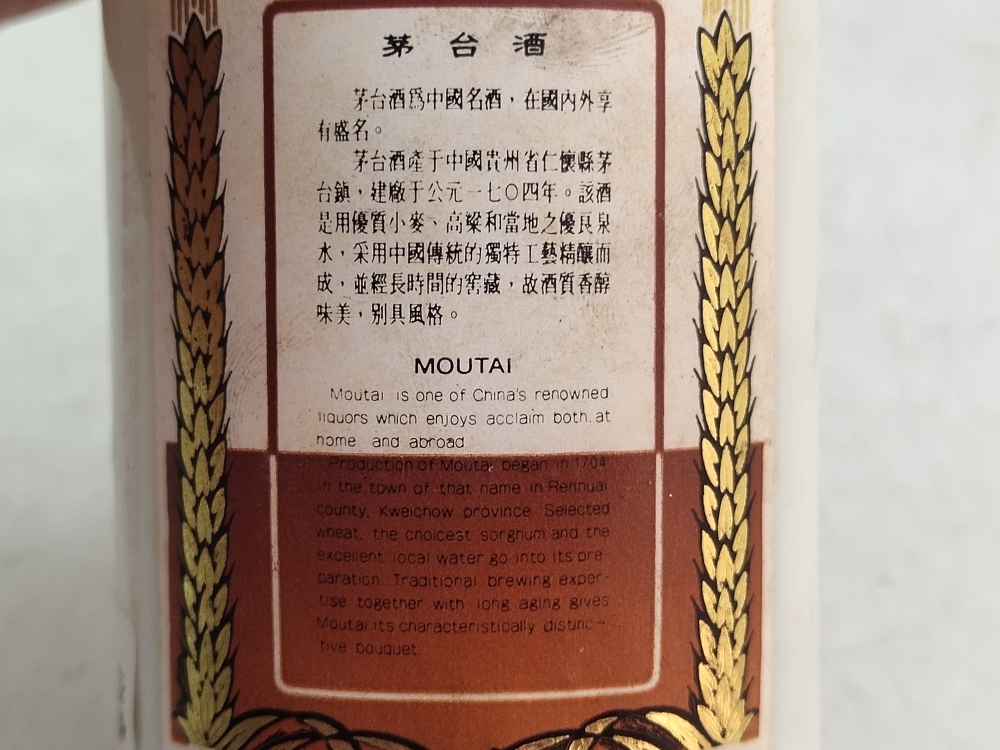 茅台酒
茅台酒爲中國名酒，在國內外享
有盛名。
茅台酒產于中國貴州省仁懷縣茅
台鎮，建廠于公元一七〇四年。該酒
是用優質小麥、高粱和當地之優良泉
水，采用中國傳統的獨特工藝精釀而
成，並經長時間的窖藏，故酒質香醇
味美，别具風格。
MOUTAI
Moutai is one of China's renowned
liquors which enjoys acclaim both at
home and abroad
Production of Moutai began in 1704
in the town of that name in Renhuai
county, Kweichow province Selected
wheat, the choicest sorghum and the
excellent local water go into its pre-
paration. Traditional brewing exper-
tise together with long aging gives
Moutai its characteristically distinc-
tive bouquet.